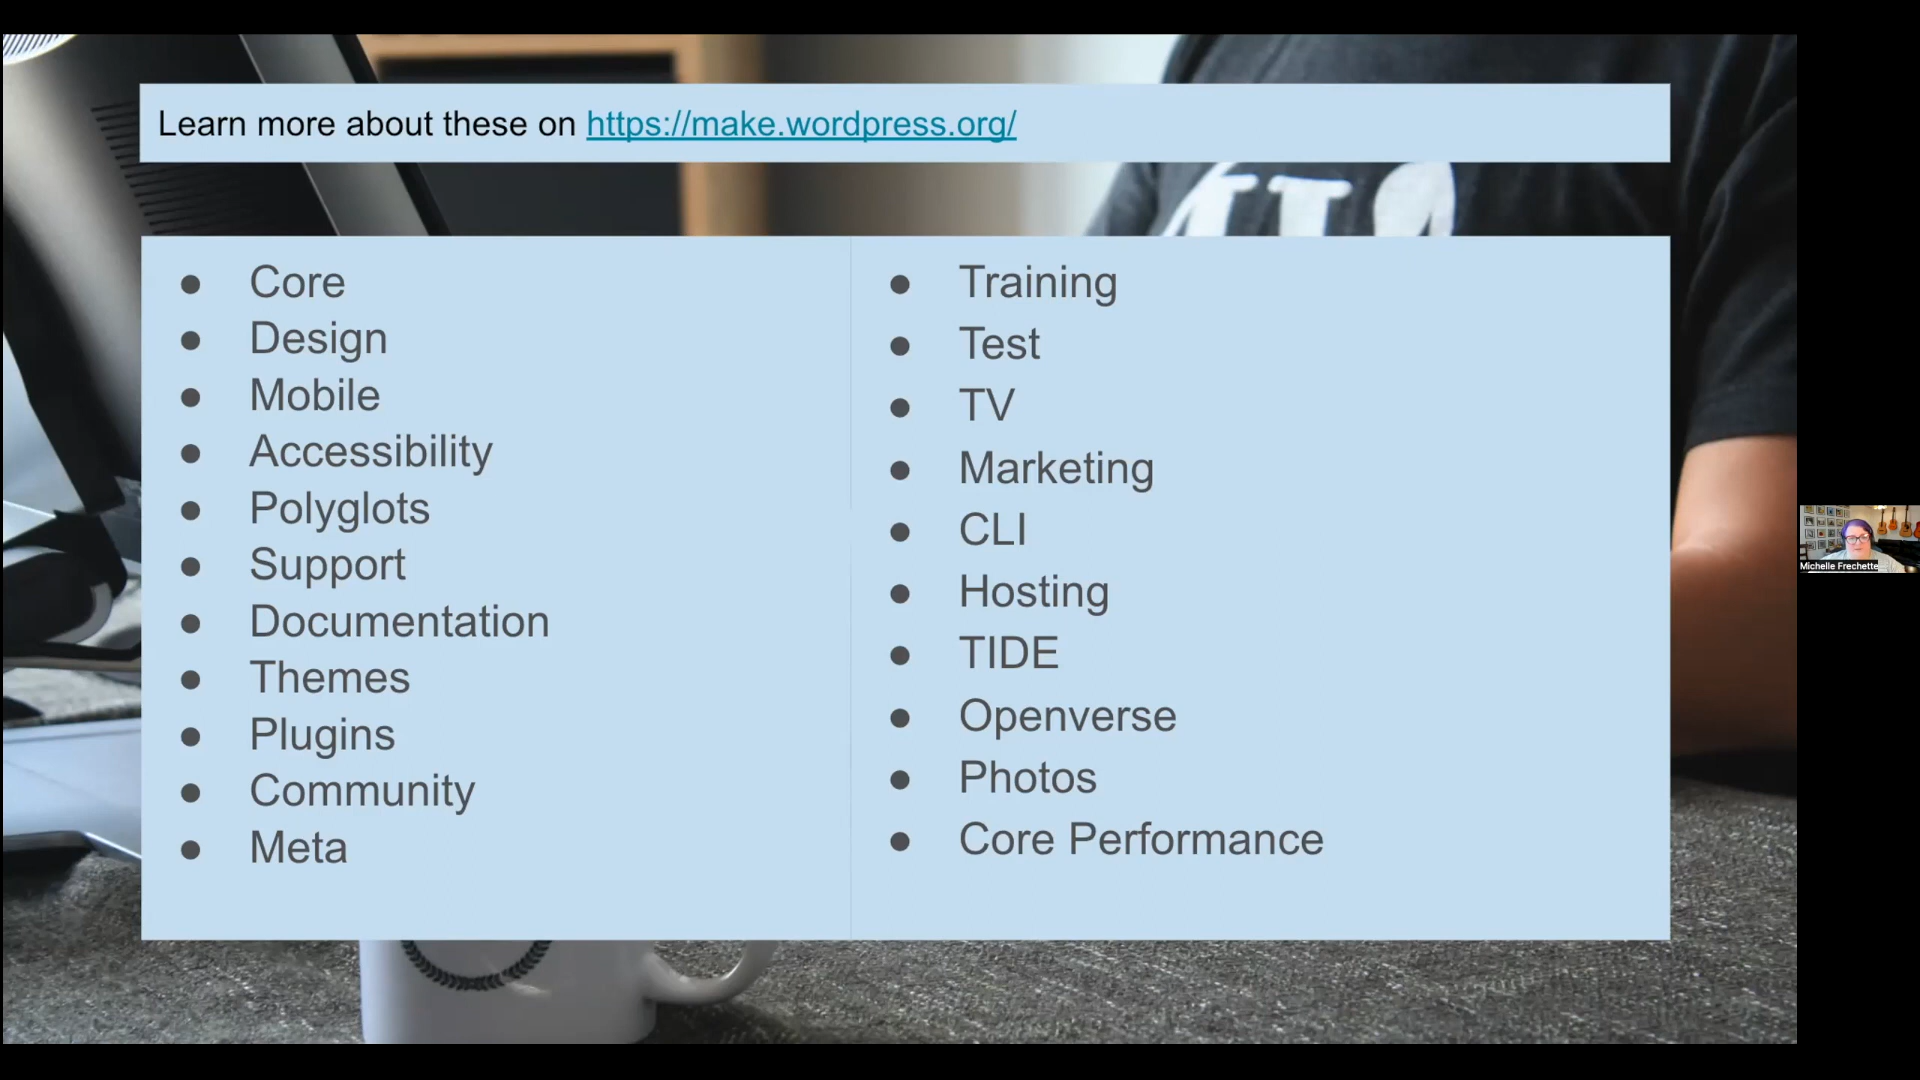 Learn more about these on https://make.wordpress.org/
Core
Design
Mobile
Accessibility
Polyglots
Support
Documentation
Themes
Plugins
Community
Meta
Training
Test
TV
Marketing
CLI
Hosting
TIDE
Openverse
Photos
Core Performance
Michelle Frechette